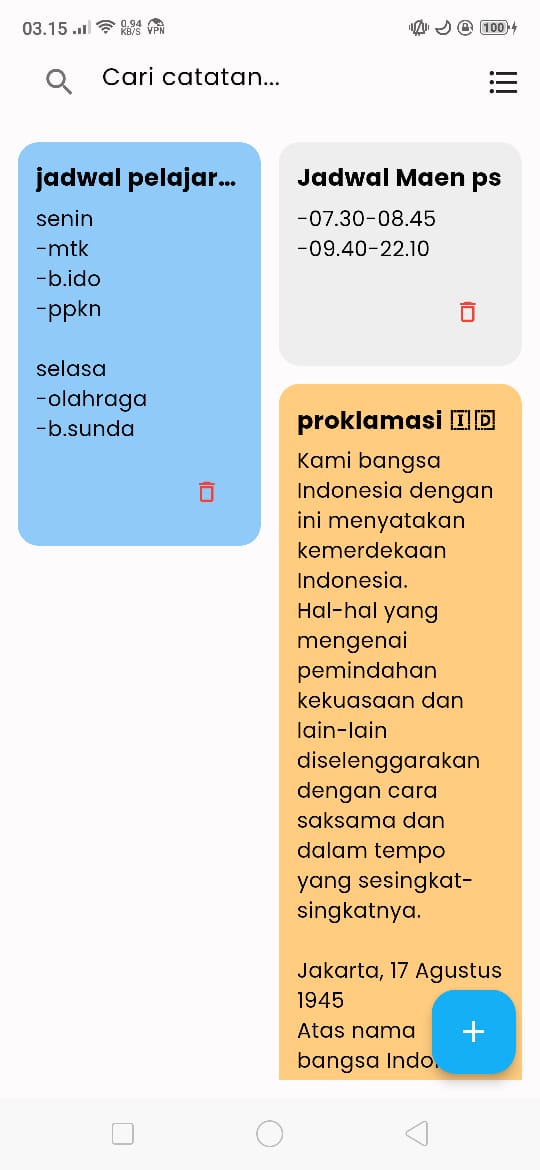 03.15
0.94
KB/S
VPN
100
Cari catatan...
jadwal pelajar...
senin
-mtk
-b.ido
-ppkn
selasa
-olahraga
-b.sunda
Jadwal Maen ps
-07.30-08.45
-09.40-22.10
proklamasi 🇮🇩
Kami bangsa
Indonesia dengan
ini menyatakan
kemerdekaan
Indonesia.
Hal-hal yang
mengenai
pemindahan
kekuasaan dan
lain-lain
diselenggarakan
dengan cara
saksama dan
dalam tempo
yang sesingkat-
singkatnya.
Jakarta, 17 Agustus
1945
Atas nama
bangsa